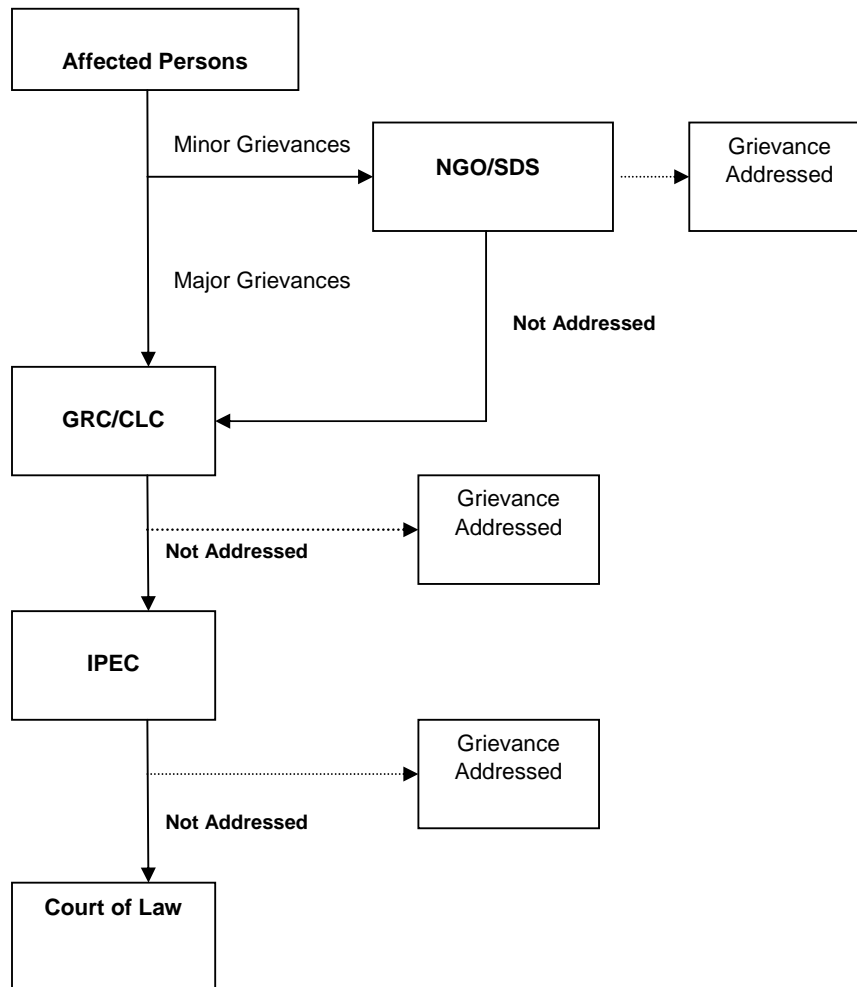 Affected Persons
Minor Grievances
NGO/SDS
Grievance
Addressed
Major Grievances
Not Addressed
GRC/CLC
Grievance
Addressed
Not Addressed
IPEC
Grievance
Addressed
Not Addressed
Court of Law